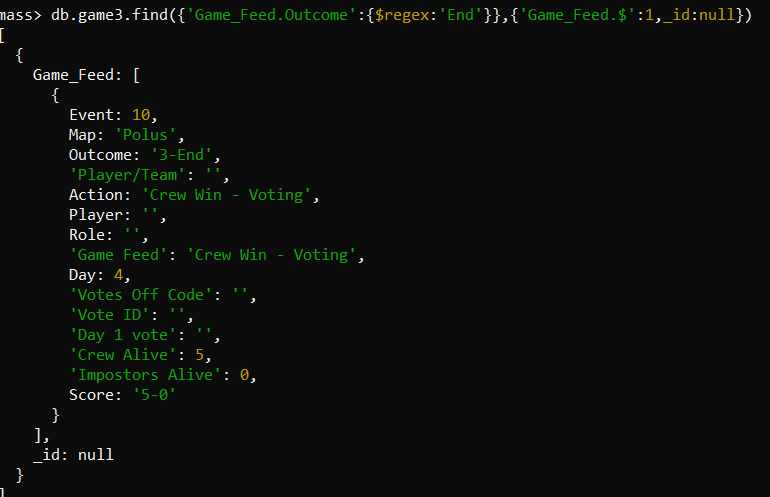 mass> db.game3.find({'Game_Feed.Outcome':{$regex:'End'}},{'Game_Feed.$':1,_id:null})
[
{
Game_Feed: [
{
Event: 10,
Map: 'Polus',
Outcome: '3-End',
'Player/Team': '',
Action: 'Crew Win - Voting',
Player: '',
Role: '',
'Game Feed': 'Crew Win - Voting',
Day: 4,
'Votes Off Code': '',
'Vote ID': '',
'Day 1 vote': '',
'Crew Alive': 5,
'Impostors Alive': 0,
Score: '5-0'
}
],
_id: null
}
]